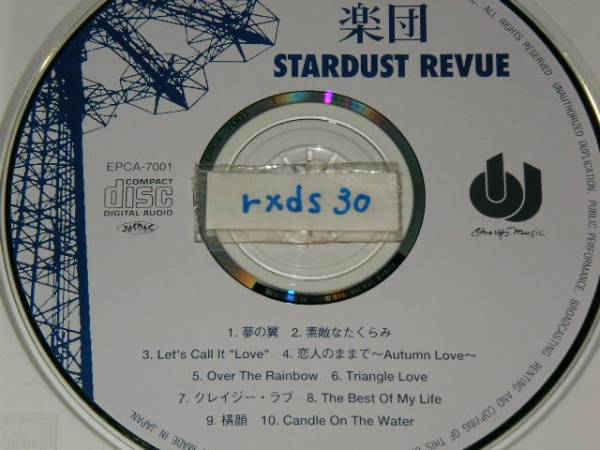 楽団
STARDUST REVUE
EPCA-7001
COMPACT
disc
DIGITAL AUDIO
JASRAC
rxds 30
One Up Music
1. 夢の翼 2. 素敵なたくらみ
3. Let's Call It "Love" 4. 恋人のままで〜Autumn Love〜
5. Over The Rainbow 6. Triangle Love
7. クレイジー・ラブ 8. The Best Of My Life
9. 横顔 10. Candle On The Water
ALL RIGHTS RESERVED. UNAUTHORIZED DUPLICATION, PUBLIC PERFORMANCE, BROADCASTING, RENTING AND COPYING OF THIS
MADE IN JAPAN.